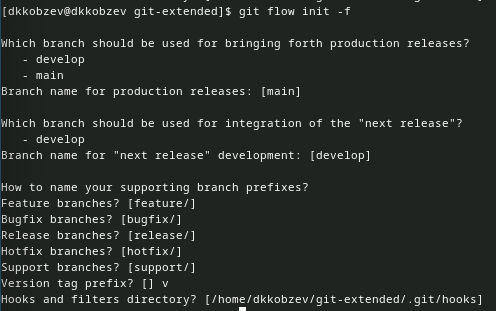 [dkkobzev@dkkobzev git-extended]$ git flow init -f
Which branch should be used for bringing forth production releases?
- develop
- main
Branch name for production releases: [main]
Which branch should be used for integration of the "next release"?
- develop
Branch name for "next release" development: [develop]
How to name your supporting branch prefixes?
Feature branches? [feature/]
Bugfix branches? [bugfix/]
Release branches? [release/]
Hotfix branches? [hotfix/]
Support branches? [support/]
Version tag prefix? [] v
Hooks and filters directory? [/home/dkkobzev/git-extended/.git/hooks]